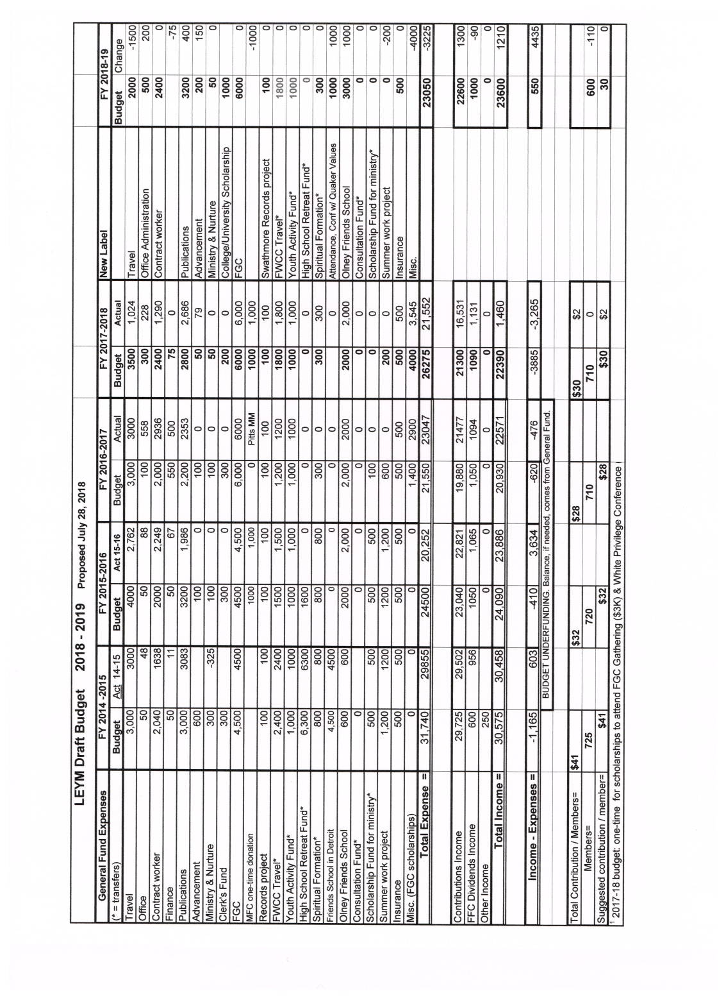 LEYM Draft Budget 2018 - 2019 Proposed July 28, 2018
General Fund Expenses FY 2014 -2015 FY 2015-2016 FY 2016-2017 FY 2017-2018 New Label FY 2018-19
(* = transfers) Budget Act 14-15 Budget Act 15-16 Budget Actual Budget Actual Budget Change
Travel 3,000 3000 4000 2,762 3,000 3000 3500 1,024 Travel 2000 -1500
Office 50 48 50 88 100 558 300 228 Office Administration 500 200
Contract worker 2,040 1638 2000 2,249 2,000 2936 2400 1,290 Contract worker 2400 0
Finance 50 11 50 67 550 500 75 0 -75
Publications 3,000 3083 3200 1,986 2,200 2353 2800 2,686 Publications 3200 400
Advancement 600 100 0 100 0 50 79 Advancement 200 150
Ministry & Nurture 300 -325 100 0 100 0 50 0 Ministry & Nurture 50 0
Clerk's Fund 300 300 0 300 0 200 0 College/University Scholarship 1000
FGC 4,500 4500 4500 4,500 6,000 6000 6000 6,000 FGC 6000 0
MFC one-time donation 1000 1,000 0 Pitts MM 1000 1,000 -1000
Records project 100 100 100 100 100 100 100 100 Swathmore Records project 100 0
FWCC Travel* 2,400 2400 1500 1,500 1,200 1200 1800 1,800 FWCC Travel* 1800 0
Youth Activity Fund* 1,000 1000 1000 1,000 1,000 1000 1000 1,000 Youth Activity Fund* 1000 0
High School Retreat Fund* 6,300 6300 1600 0 0 0 0 0 High School Retreat Fund* 0 0
Spiritual Formation* 800 800 800 800 300 0 300 300 Spiritual Formation* 300 0
Friends School in Detroit 4,500 4500 0 0 0 0 Attendance, Conf w/ Quaker Values 1000 1000
Olney Friends School 600 600 2000 2,000 2,000 2000 2000 2,000 Olney Friends School 3000 1000
Consultation Fund* 0 0 0 0 0 0 0 Consultation Fund* 0 0
Scholarship Fund for ministry* 500 500 500 500 100 0 0 0 Scholarship Fund for ministry* 0 0
Summer work project 1,200 1200 1200 1,200 600 0 200 0 Summer work project 0 -200
Insurance 500 500 500 500 500 500 500 500 Insurance 500 0
Misc. (FGC scholarships) 0 0 0 0 1,400 2900 4000 3,545 Misc. -4000
Total Expense = 31,740 29855 24500 20,252 21,550 23047 26275 21,552 23050 -3225
Contributions Income 29,725 29,502 23,040 22,821 19,880 21477 21300 16,531 22600 1300
FFC Dividends Income 600 956 1050 1,065 1,050 1094 1090 1,131 1000 -90
Other Income 250 0 0 0 0 0 0 0 0
Total Income = 30,575 30,458 24,090 23,886 20,930 22571 22390 1,460 23600 1210
Income - Expenses = -1,165 603 -410 3,634 -620 -476 -3885 -3,265 550 4435
BUDGET UNDERFUNDING. Balance, if needed, comes from General Fund.
Total Contribution / Members= $41 $32 $28 $30 $2
Members= 725 720 710 710 0 600 -110
Suggested contribution / member= $41 $32 $28 $30 $2 30 0
¹ 2017-18 budget: one-time for scholarships to attend FGC Gathering ($3K) & White Privilege Conference (